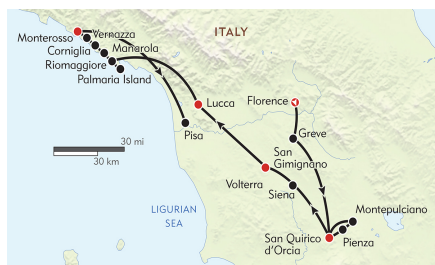 ITALY
Monterosso
Vernazza
Corniglia
Manarola
Riomaggiore
Palmaria Island
Lucca
Florence
Pisa
Greve
30 mi
30 km
San
Gimignano
Volterra
Siena
LIGURIAN
SEA
Montepulciano
San Quirico
d'Orcia
Pienza